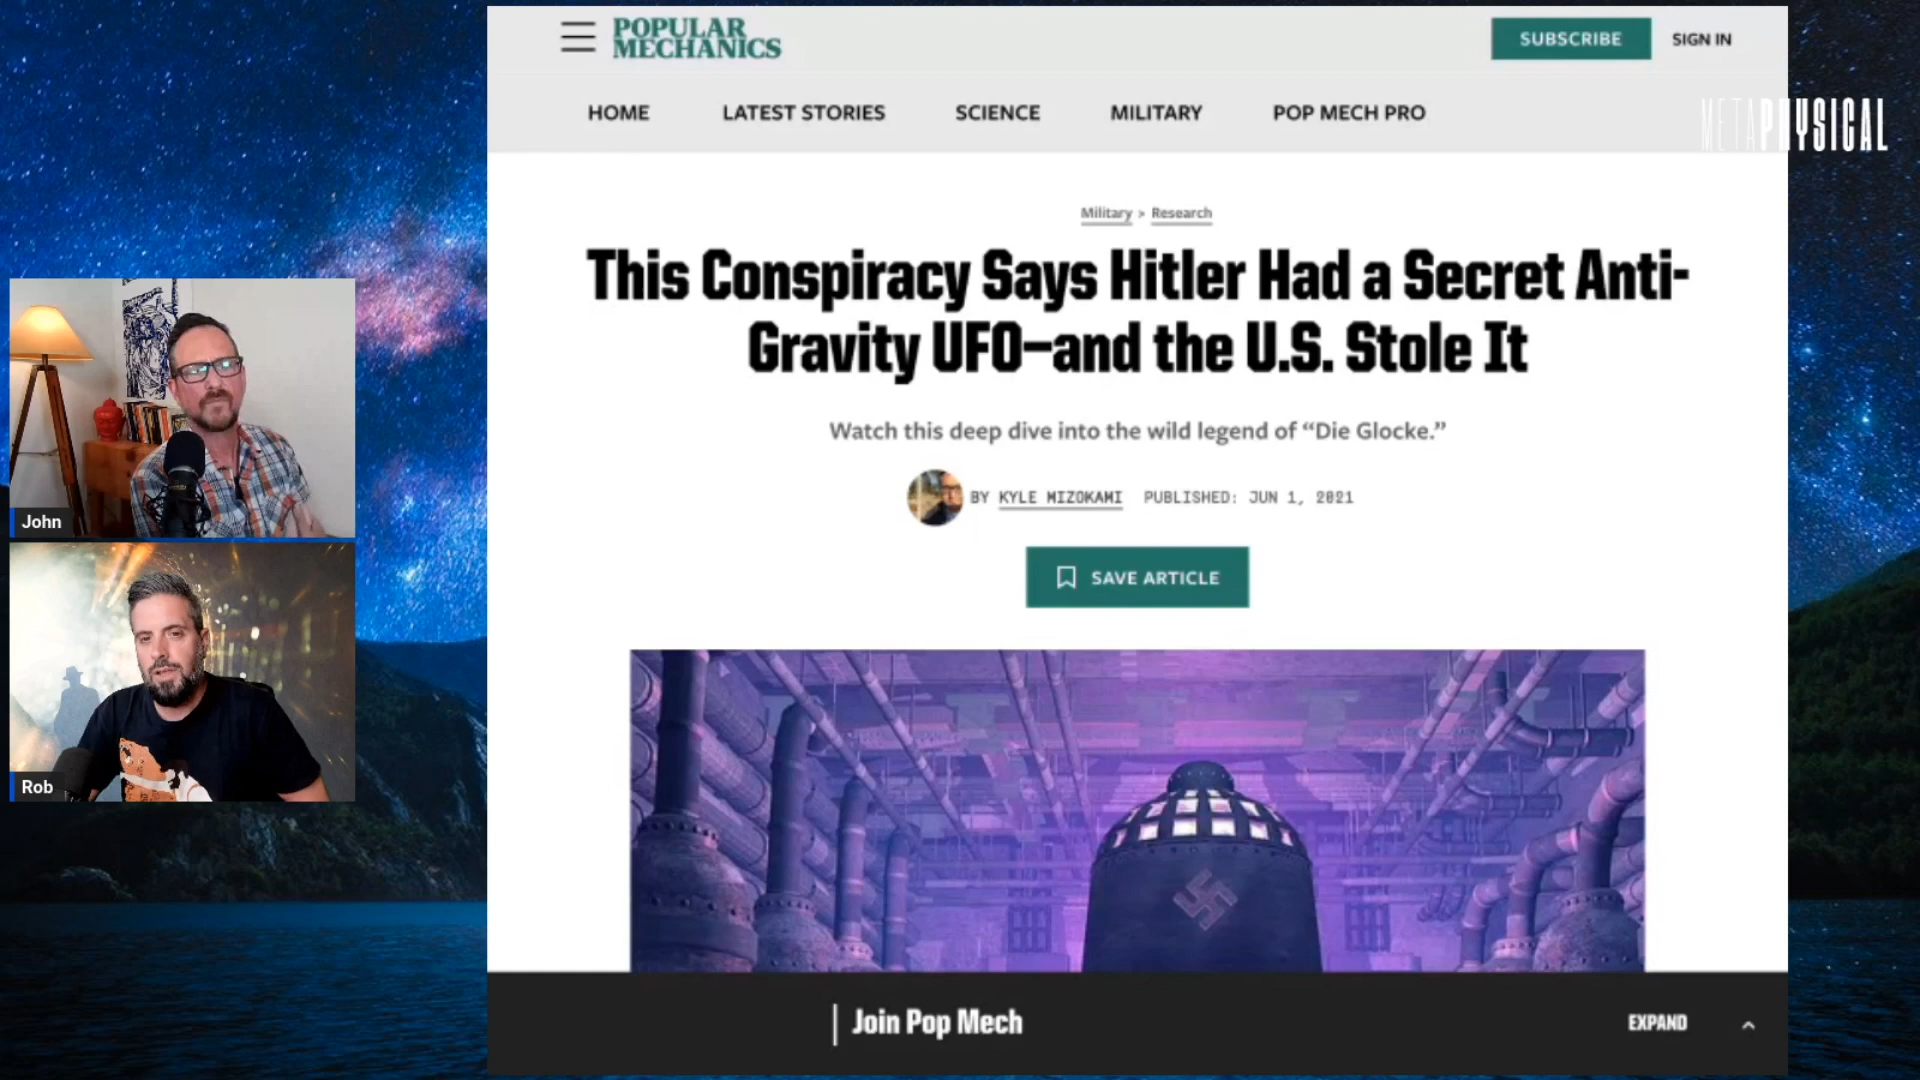 POPULAR
MECHANICS
SUBSCRIBE
SIGN IN
HOME
LATEST STORIES
SCIENCE
MILITARY
POP MECH PRO
METAPHYSICAL
Military > Research
This Conspiracy Says Hitler Had a Secret Anti-
Gravity UFO—and the U.S. Stole It
Watch this deep dive into the wild legend of “Die Glocke.”
BY KYLE MIZOKAMI PUBLISHED: JUN 1, 2021
SAVE ARTICLE
John
Rob
Join Pop Mech
EXPAND